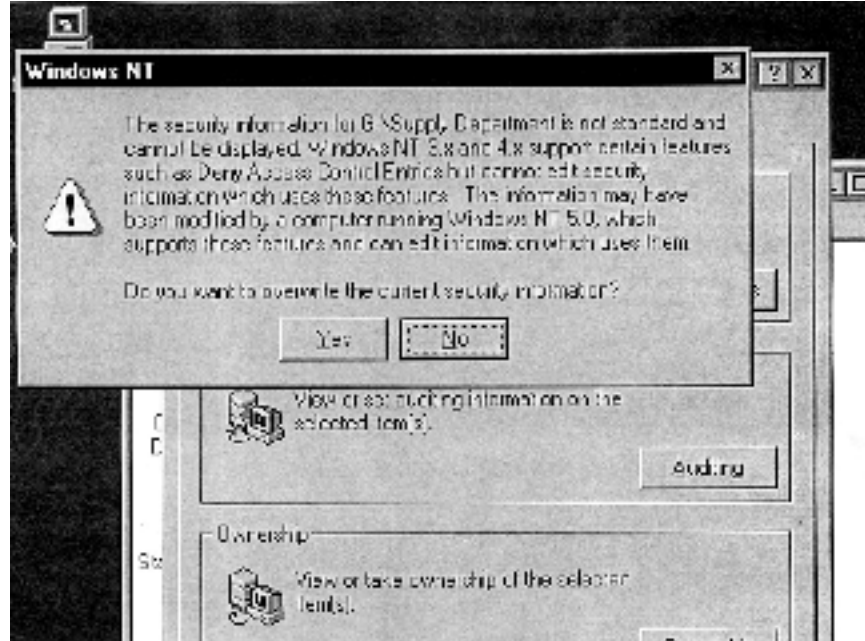 Windows NT
The security information for G:\Supply Department is not standard and
cannot be displayed. Windows NT 3.x and 4.x support certain features
such as Deny Access Control Entries but cannot edit security
information which uses these features. The information may have
been modified by a computer running Windows NT 5.0, which
supports these features and can edit information which uses them.
Do you want to overwrite the current security information?
Yes
No
View or set auditing information on the
selected item(s).
Auditing
Ownership
View or take ownership of the selected
item(s).